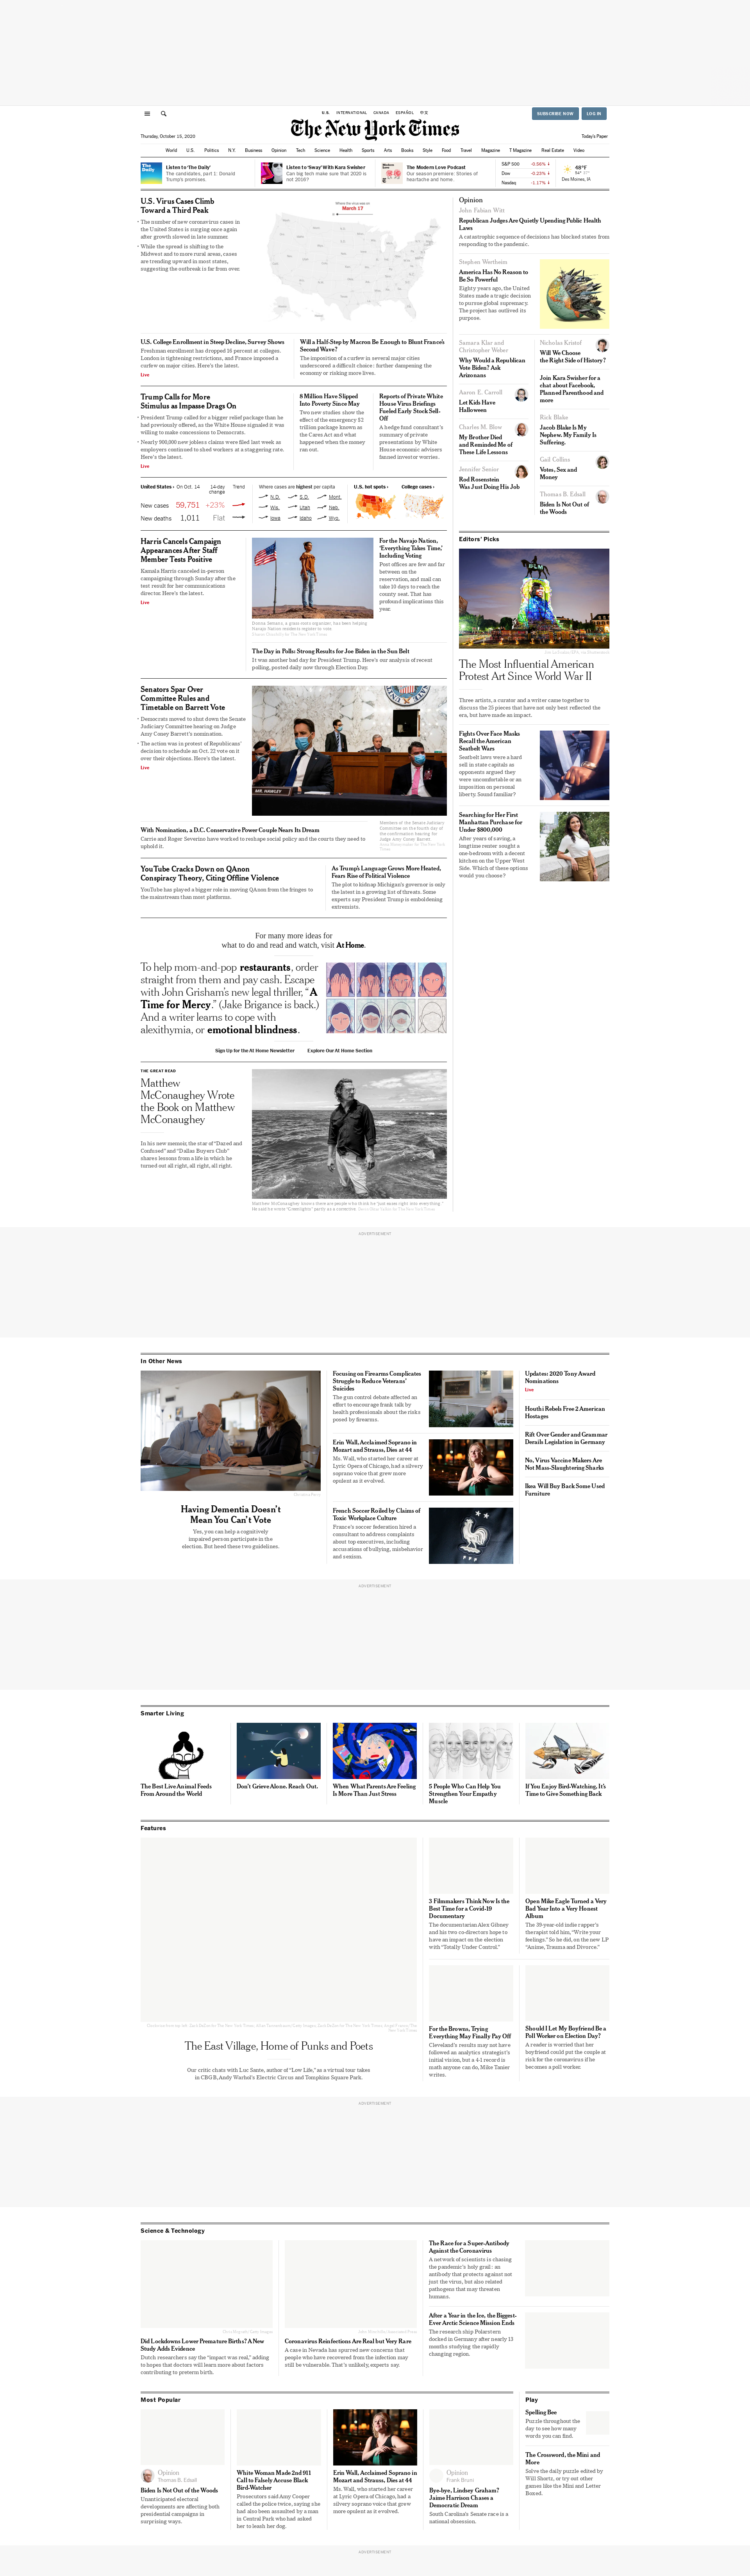 U.S. INTERNATIONAL CANADA ESPAÑOL 中文
SUBSCRIBE NOW LOG IN
The New York Times
Thursday, October 15, 2020
Today's Paper
World U.S. Politics N.Y. Business Opinion Tech Science Health Sports Arts Books Style Food Travel Magazine T Magazine Real Estate Video
Listen to 'The Daily'
The candidates, part 1: Donald
Trump's promises.
Listen to 'Sway' With Kara Swisher
Can big tech make sure that 2020 is
not 2016?
The Modern Love Podcast
Our season premiere: Stories of
heartache and home.
S&P 500 -0.56% ↓
Dow -0.23% ↓
Nasdaq -1.17% ↓
48°F
Des Moines, IA
U.S. Virus Cases Climb
Toward a Third Peak
The number of new coronavirus cases in
the United States is surging once again
after growth slowed in late summer.
While the spread is shifting to the
Midwest and to more rural areas, cases
are trending upward in most states,
suggesting the outbreak is far from over.
Where the virus was on
March 17
U.S. College Enrollment in Steep Decline, Survey Shows
Freshman enrollment has dropped 16 percent at colleges.
London is tightening restrictions, and France imposed a
curfew on major cities. Here's the latest.
Live
Will a Half-Step by Macron Be Enough to Blunt France's
Second Wave?
The imposition of a curfew in several major cities
underscored a difficult choice: further dampening the
economy or risking more lives.
Trump Calls for More
Stimulus as Impasse Drags On
President Trump called for a bigger relief package than he
had previously offered, as the White House signaled it was
willing to make concessions to Democrats.
Nearly 900,000 new jobless claims were filed last week as
employers continued to shed workers at a staggering rate.
Here's the latest.
Live
8 Million Have Slipped
Into Poverty Since May
Two new studies show the
effect of the emergency $2
trillion package known as
the Cares Act and what
happened when the money
ran out.
Reports of Private White
House Virus Briefings
Fueled Early Stock Sell-
Off
A hedge fund consultant's
summary of private
presentations by White
House economic advisers
fanned investor worries.
United States › On Oct. 14 14-day
change Trend
New cases 59,751 +23%
New deaths 1,011 Flat
Where cases are highest per capita
N.D. S.D. Mont.
Wis. Utah Neb.
Iowa Idaho Wyo.
U.S. hot spots › College cases ›
Harris Cancels Campaign
Appearances After Staff
Member Tests Positive
Kamala Harris canceled in-person
campaigning through Sunday after the
test result for her communications
director. Here's the latest.
Live
Donna Semans, a grass roots organizer, has been helping
Navajo Nation residents register to vote.
For the Navajo Nation,
'Everything Takes Time,'
Including Voting
Post offices are few and far
between on the
reservation, and mail can
take 10 days to reach the
county seat. That has
profound implications this
year.
The Day in Polls: Strong Results for Joe Biden in the Sun Belt
It was another bad day for President Trump. Here's our analysis of recent
polling, posted daily now through Election Day.
Senators Spar Over
Committee Rules and
Timetable on Barrett Vote
Democrats moved to shut down the Senate
Judiciary Committee hearing on Judge
Amy Coney Barrett's nomination.
The action was in protest of Republicans'
decision to schedule an Oct. 22 vote on it
over their objections. Here's the latest.
Live
MR. HAWLEY
With Nomination, a D.C. Conservative Power Couple Nears Its Dream
Carrie and Roger Severino have worked to reshape social policy and the courts they need to
uphold it.
Members of the Senate Judiciary
Committee on the fourth day of
the confirmation hearing for
Judge Amy Coney Barrett.
YouTube Cracks Down on QAnon
Conspiracy Theory, Citing Offline Violence
YouTube has played a bigger role in moving QAnon from the fringes to
the mainstream than most platforms.
As Trump's Language Grows More Heated,
Fears Rise of Political Violence
The plot to kidnap Michigan's governor is only
the latest in a growing list of threats. Some
experts say President Trump is emboldening
extremists.
For many more ideas for
what to do and read and watch, visit At Home.
To help mom-and-pop restaurants, order
straight from them and pay cash. Escape
with John Grisham's new legal thriller, "A
Time for Mercy." (Jake Brigance is back.)
And a writer learns to cope with
alexithymia, or emotional blindness.
Sign Up for the At Home Newsletter Explore Our At Home Section
THE GREAT READ
Matthew
McConaughey Wrote
the Book on Matthew
McConaughey
In his new memoir, the star of "Dazed and
Confused" and "Dallas Buyers Club"
shares lessons from a life in which he
turned out all right, all right, all right.
Opinion
John Fabian Witt
Republican Judges Are Quietly Upending Public Health
Laws
A catastrophic sequence of decisions has blocked states from
responding to the pandemic.
Stephen Wertheim
America Has No Reason to
Be So Powerful
Eighty years ago, the United
States made a tragic decision
to pursue global supremacy.
The project has outlived its
purpose.
Samara Klar and
Christopher Weber
Why Would a Republican
Vote Biden? Ask
Arizonans
Aaron E. Carroll
Let Kids Have
Halloween
Charles M. Blow
My Brother Died
and Reminded Me of
These Life Lessons
Jennifer Senior
Rod Rosenstein
Was Just Doing His Job
Nicholas Kristof
Will We Choose
the Right Side of History?
Join Kara Swisher for a
chat about Facebook,
Planned Parenthood and
more
Rick Blake
Jacob Blake Is My
Nephew. My Family Is
Suffering.
Gail Collins
Votes, Sex and
Money
Thomas B. Edsall
Biden Is Not Out of
the Woods
Editors' Picks
BLM
The Most Influential American
Protest Art Since World War II
Three artists, a curator and a writer came together to
discuss the 25 pieces that have not only best reflected the
era, but have made an impact.
Fights Over Face Masks
Recall the American
Seatbelt Wars
Seatbelt laws were a hard
sell in state capitals as
opponents argued they
were uncomfortable or an
imposition on personal
liberty. Sound familiar?
Searching for Her First
Manhattan Purchase for
Under $800,000
After years of saving, a
longtime renter sought a
one-bedroom with a decent
kitchen on the Upper West
Side. Which of these options
would you choose?
ADVERTISEMENT
In Other News
Having Dementia Doesn't
Mean You Can't Vote
Yes, you can help a cognitively
impaired person participate in the
election. But heed these two guidelines.
Focusing on Firearms Complicates
Struggle to Reduce Veterans'
Suicides
The gun control debate affected an
effort to encourage frank talk by
health professionals about the risks
posed by firearms.
Erin Wall, Acclaimed Soprano in
Mozart and Strauss, Dies at 44
Ms. Wall, who started her career at
Lyric Opera of Chicago, had a silvery
soprano voice that grew more
opulent as it evolved.
French Soccer Roiled by Claims of
Toxic Workplace Culture
France's soccer federation hired a
consultant to address complaints
about top executives, including
accusations of bullying, misbehavior
and sexism.
Updates: 2020 Tony Award
Nominations
Live
Houthi Rebels Free 2 American
Hostages
Rift Over Gender and Grammar
Derails Legislation in Germany
No, Virus Vaccine Makers Are
Not Mass-Slaughtering Sharks
Ikea Will Buy Back Some Used
Furniture
ADVERTISEMENT
Smarter Living
The Best Live Animal Feeds
From Around the World
Don't Grieve Alone. Reach Out.
When What Parents Are Feeling
Is More Than Just Stress
5 People Who Can Help You
Strengthen Your Empathy
Muscle
If You Enjoy Bird-Watching, It's
Time to Give Something Back
Features
The East Village, Home of Punks and Poets
Our critic chats with Luc Sante, author of "Low Life," as a virtual tour takes
in CBGB, Andy Warhol's Electric Circus and Tompkins Square Park.
3 Filmmakers Think Now Is the
Best Time for a Covid-19
Documentary
The documentarian Alex Gibney
and his two co-directors hope to
have an impact on the election
with "Totally Under Control."
Open Mike Eagle Turned a Very
Bad Year Into a Very Honest
Album
The 39-year-old indie rapper's
therapist told him, "Write your
feelings." So he did, on the new LP
"Anime, Trauma and Divorce."
For the Browns, Trying
Everything May Finally Pay Off
Cleveland's results may not have
followed an analytics strategist's
initial vision, but a 4-1 record is
math anyone can do, Mike Tanier
writes.
Should I Let My Boyfriend Be a
Poll Worker on Election Day?
A reader is worried that her
boyfriend could put the couple at
risk for the coronavirus if he
becomes a poll worker.
ADVERTISEMENT
Science & Technology
Did Lockdowns Lower Premature Births? A New
Study Adds Evidence
Dutch researchers say the "impact was real," adding
to hopes that doctors will learn more about factors
contributing to preterm birth.
Coronavirus Reinfections Are Real but Very Rare
A case in Nevada has spurred new concerns that
people who have recovered from the infection may
still be vulnerable. That's unlikely, experts say.
The Race for a Super-Antibody
Against the Coronavirus
A network of scientists is chasing
the pandemic's holy grail: an
antibody that protects against not
just the virus, but also related
pathogens that may threaten
humans.
After a Year in the Ice, the Biggest-
Ever Arctic Science Mission Ends
The research ship Polarstern
docked in Germany after nearly 13
months studying the rapidly
changing region.
Most Popular
Opinion
Thomas B. Edsall
Biden Is Not Out of the Woods
Unanticipated electoral
developments are affecting both
presidential campaigns in
surprising ways.
White Woman Made 2nd 911
Call to Falsely Accuse Black
Bird-Watcher
Prosecutors said Amy Cooper
called the police twice, saying she
had also been assaulted by a man
in Central Park who had asked
her to leash her dog.
Erin Wall, Acclaimed Soprano in
Mozart and Strauss, Dies at 44
Ms. Wall, who started her career
at Lyric Opera of Chicago, had a
silvery soprano voice that grew
more opulent as it evolved.
Opinion
Frank Bruni
Bye-bye, Lindsey Graham?
Jaime Harrison Chases a
Democratic Dream
South Carolina's Senate race is a
national obsession.
Play
Spelling Bee
Puzzle throughout the
day to see how many
words you can find.
The Crossword, the Mini and
More
Solve the daily puzzle edited by
Will Shortz, or try out other
games like the Mini and Letter
Boxed.
ADVERTISEMENT